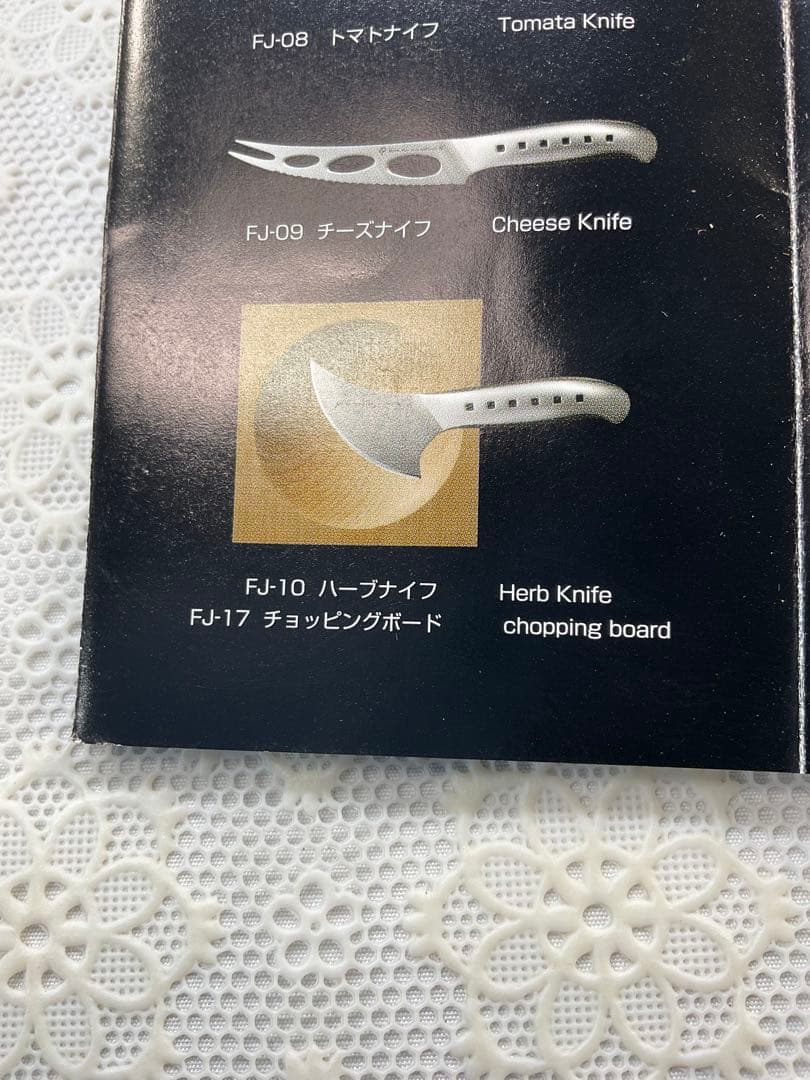 FJ-08 トマトナイフ Tomata Knife
FJ-09 チーズナイフ Cheese Knife
FJ-10 ハーブナイフ Herb Knife
FJ-17 チョッピングボード chopping board